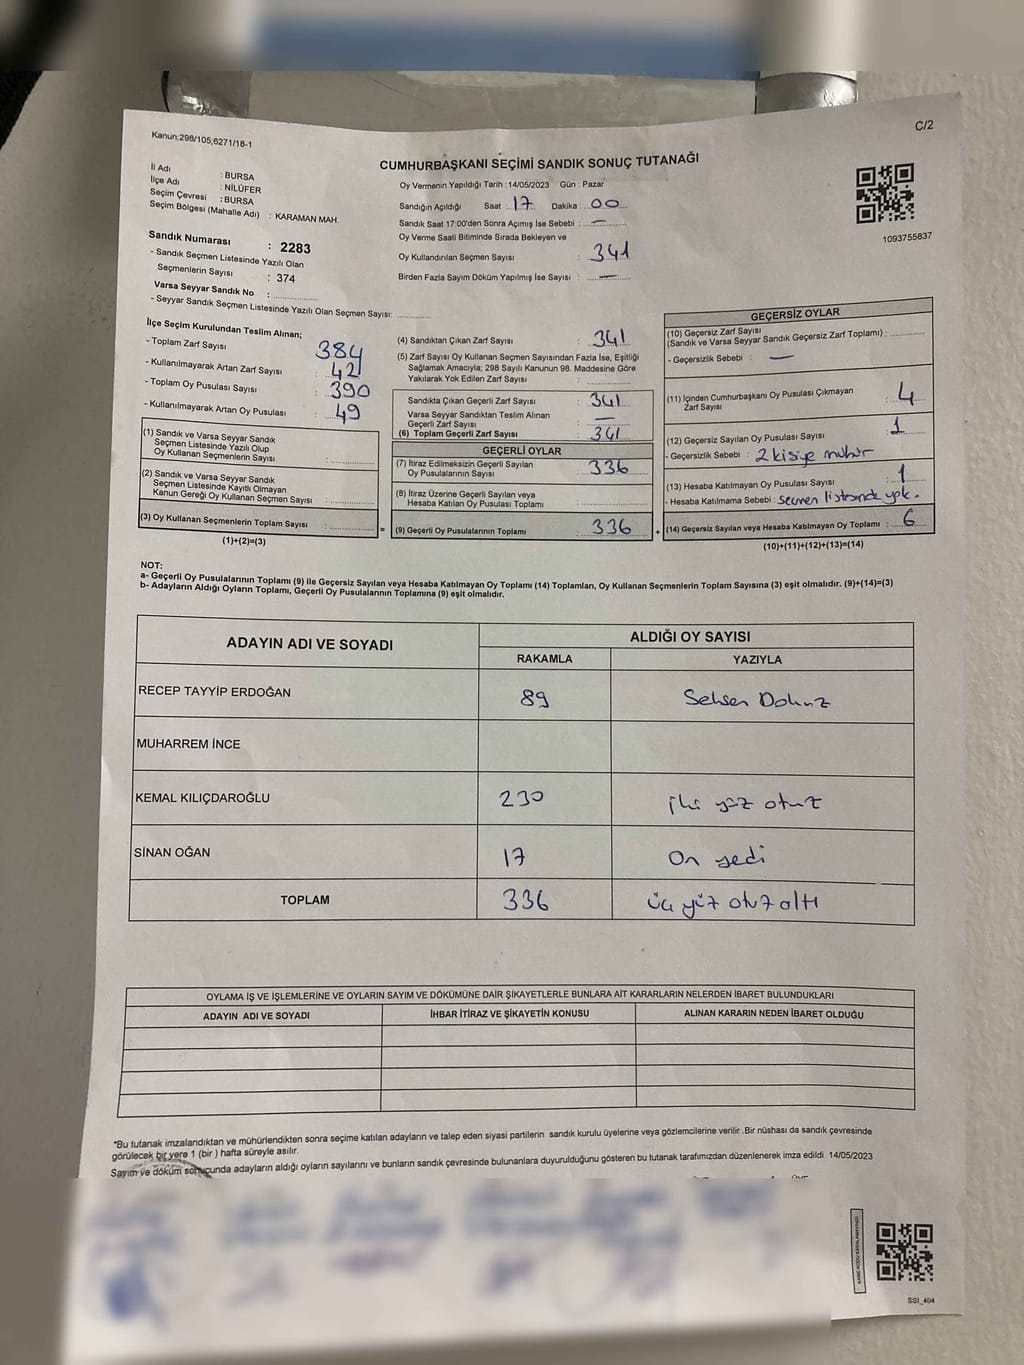 Kanun;298/105,6271/18-1
C/2
CUMHURBAŞKANI SEÇİMİ SANDIK SONUÇ TUTANAĞI
İl Adı : BURSA
İlçe Adı : NİLÜFER
Seçim Çevresi : BURSA
Seçim Bölgesi (Mahalle Adı) : KARAMAN MAH.
Oy Vermenin Yapıldığı Tarih :14/05/2023 Gün : Pazar
Sandığın Açıldığı Saat 17 Dakika : 00
Sandık Saat 17:00'den Sonra Açımış İse Sebebi : —
Oy Verme Saati Bitiminde Sırada Bekleyen ve
Oy Kullandırılan Seçmen Sayısı : 341
Birden Fazla Sayım Döküm Yapılmış İse Sayısı : —
1093755837
Sandık Numarası : 2283
- Sandık Seçmen Listesinde Yazılı Olan
Seçmenlerin Sayısı : 374
Varsa Seyyar Sandık No :
- Seyyar Sandık Seçmen Listesinde Yazılı Olan Seçmen Sayısı:
İlçe Seçim Kurulundan Teslim Alınan;
- Toplam Zarf Sayısı : 384
- Kullanılmayarak Artan Zarf Sayısı : 42
- Toplam Oy Pusulası Sayısı : 390
- Kullanılmayarak Artan Oy Pusulası : 49
(1) Sandık ve Varsa Seyyar Sandık
Seçmen Listesinde Yazılı Olup
Oy Kullanan Seçmenlerin Sayısı :
(2) Sandık ve Varsa Seyyar Sandık
Seçmen Listesinde Kayıtlı Olmayan
Kanun Gereği Oy Kullanan Seçmen Sayısı :
(3) Oy Kullanan Seçmenlerin Toplam Sayısı :
(1)+(2)=(3)
(4) Sandıktan Çıkan Zarf Sayısı : 341
(5) Zarf Sayısı Oy Kullanan Seçmen Sayısından Fazla İse, Eşitliği
Sağlamak Amacıyla; 298 Sayılı Kanunun 98. Maddesine Göre
Yakılarak Yok Edilen Zarf Sayısı :
Sandıkta Çıkan Geçerli Zarf Sayısı : 341
Varsa Seyyar Sandıktan Teslim Alınan
Geçerli Zarf Sayısı : —
(6) Toplam Geçerli Zarf Sayısı : 341
GEÇERLİ OYLAR
(7) İtiraz Edilmeksizin Geçerli Sayılan
Oy Pusulalarının Sayısı : 336
(8) İtiraz Üzerine Geçerli Sayılan veya
Hesaba Katılan Oy Pusulası Toplamı :
= (9) Geçerli Oy Pusulalarının Toplamı : 336
GEÇERSİZ OYLAR
(10) Geçersiz Zarf Sayısı
(Sandık ve Varsa Seyyar Sandık Geçersiz Zarf Toplamı) :
- Geçersizlik Sebebi : —
(11) İçinden Cumhurbaşkanı Oy Pusulası Çıkmayan
Zarf Sayısı : 4
(12) Geçersiz Sayılan Oy Pusulası Sayısı : 1
- Geçersizlik Sebebi : 2 kişiye mühür
(13) Hesaba Katılmayan Oy Pusulası Sayısı : 1
- Hesaba Katılmama Sebebi : seçmen listesinde yok.
+ (14) Geçersiz Sayılan veya Hesaba Katılmayan Oy Toplamı : 6
(10)+(11)+(12)+(13)=(14)
NOT:
a- Geçerli Oy Pusulalarının Toplamı (9) ile Geçersiz Sayılan veya Hesaba Katılmayan Oy Toplamı (14) Toplamları, Oy Kullanan Seçmenlerin Toplam Sayısına (3) eşit olmalıdır. (9)+(14)=(3)
b- Adayların Aldığı Oyların Toplamı, Geçerli Oy Pusulalarının Toplamına (9) eşit olmalıdır.
ADAYIN ADI VE SOYADI
ALDIĞI OY SAYISI
RAKAMLA YAZIYLA
RECEP TAYYİP ERDOĞAN 89 Seksen Dokuz
MUHARREM İNCE
KEMAL KILIÇDAROĞLU 230 iki yüz otuz
SİNAN OĞAN 17 On yedi
TOPLAM 336 üç yüz otuz altı
OYLAMA İŞ VE İŞLEMLERİNE VE OYLARIN SAYIM VE DÖKÜMÜNE DAİR ŞİKAYETLERLE BUNLARA AİT KARARLARIN NELERDEN İBARET BULUNDUKLARI
ADAYIN ADI VE SOYADI İHBAR İTİRAZ VE ŞİKAYETİN KONUSU ALINAN KARARIN NEDEN İBARET OLDUĞU
*Bu tutanak imzalandıktan ve mühürlendikten sonra seçime katılan adayların ve talep eden siyasi partilerin sandık kurulu üyelerine veya gözlemcilerine verilir .Bir nüshası da sandık çevresinde
görülecek bir yere 1 (bir ) hafta süreyle asılır.
Sayım ve döküm sonucunda adayların aldığı oyların sayılarını ve bunların sandık çevresinde bulunanlara duyurulduğunu gösteren bu tutanak tarafımızdan düzenlenerek imza edildi. 14/05/2023
SSI_404